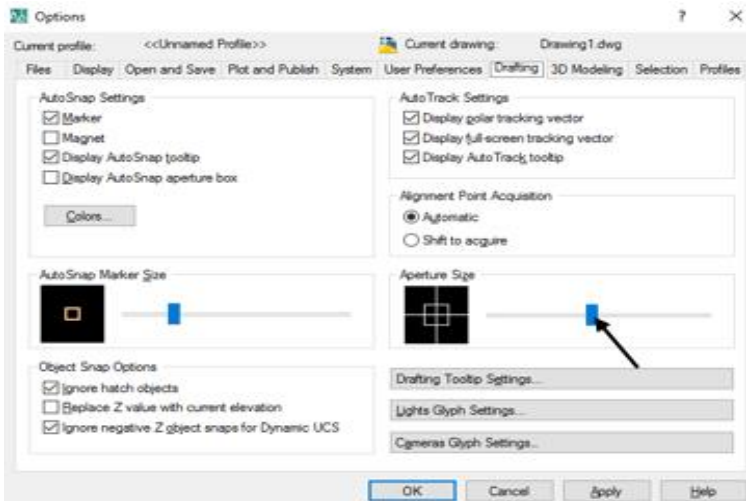 Options
? ×
Current profile: <<Unnamed Profile>> Current drawing: Drawing1.dwg
Files Display Open and Save Plot and Publish System User Preferences Drafting 3D Modeling Selection Profiles
AutoSnap Settings
Marker
Magnet
Display AutoSnap tooltip
Display AutoSnap aperture box
Colors...
AutoTrack Settings
Display polar tracking vector
Display full-screen tracking vector
Display AutoTrack tooltip
Alignment Point Acquisition
Automatic
Shift to acquire
AutoSnap Marker Size
Aperture Size
Object Snap Options
Ignore hatch objects
Replace Z value with current elevation
Ignore negative Z object snaps for Dynamic UCS
Drafting Tooltip Settings...
Lights Glyph Settings...
Cameras Glyph Settings...
OK Cancel Apply Help